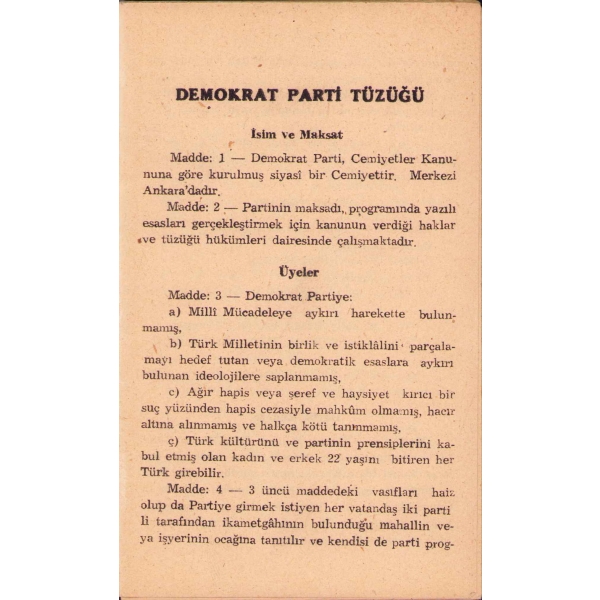 DEMOKRAT PARTİ TÜZÜĞÜ
İsim ve Maksat
Madde: 1 — Demokrat Parti, Cemiyetler Kanu-
nuna göre kurulmuş siyasi bir Cemiyettir. Merkezi
Ankara'dadır.
Madde: 2 — Partinin maksadı, programında yazılı
esasları gerçekleştirmek için kanunun verdiği haklar
ve tüzüğü hükümleri dairesinde çalışmaktadır.
Üyeler
Madde: 3 — Demokrat Partiye:
a) Millî Mücadeleye aykırı harekette bulun-
mamış,
b) Türk Milletinin birlik ve istiklâlini parçala-
mayı hedef tutan veya demokratik esaslara aykırı
bulunan ideolojilere saplanmamış,
c) Ağır hapis veya şeref ve haysiyet kırıcı bir
suç yüzünden hapis cezasiyle mahkûm olmamış, hacır
altına alınmamış ve halkça kötü tanınmamış,
ç) Türk kültürünü ve partinin prensiplerini ka-
bul etmiş olan kadın ve erkek 22 yaşını bitiren her
Türk girebilir.
Madde: 4 — 3 üncü maddedeki vasıfları haiz
olup da Partiye girmek istiyen her vatandaş iki parti
li tarafından ikametgâhının bulunduğu mahallin ve-
ya işyerinin ocağına tanıtılır ve kendisi de parti prog-